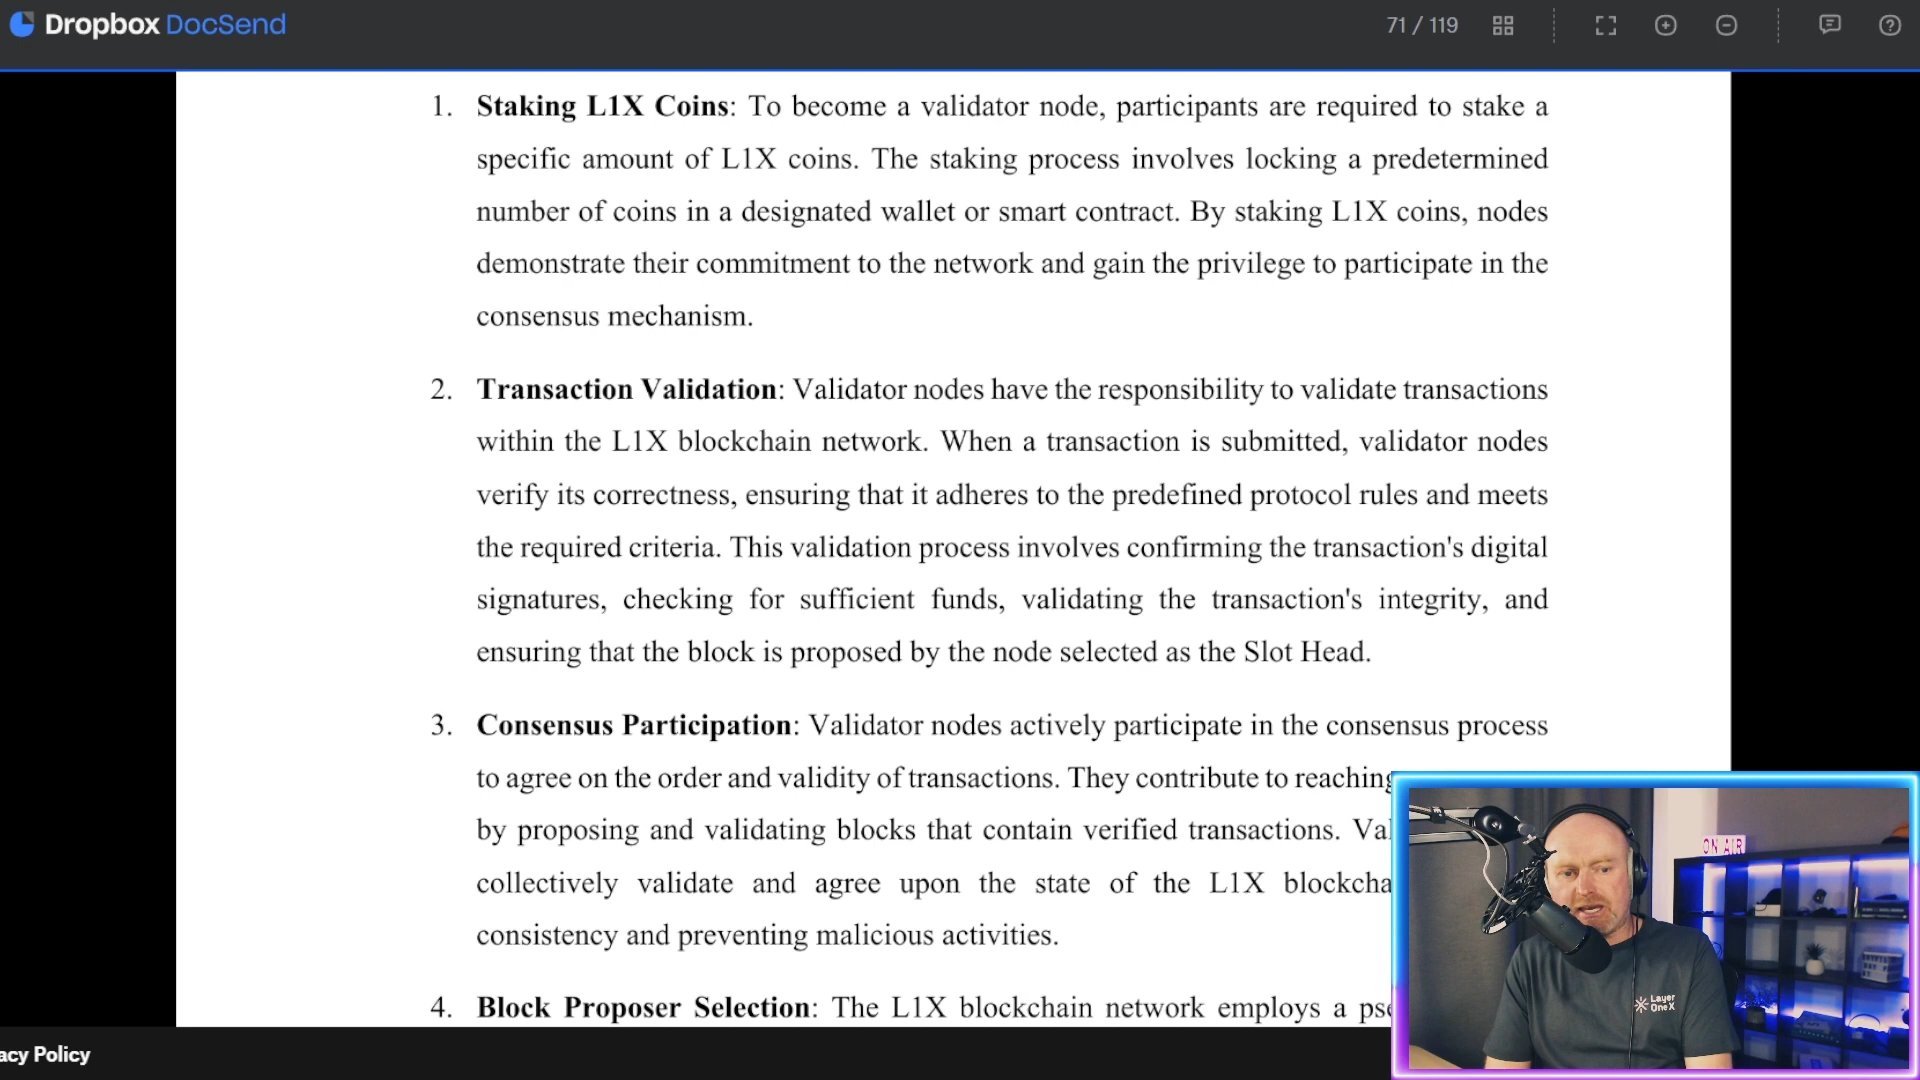 Dropbox DocSend
71 / 119
1. Staking L1X Coins: To become a validator node, participants are required to stake a
specific amount of L1X coins. The staking process involves locking a predetermined
number of coins in a designated wallet or smart contract. By staking L1X coins, nodes
demonstrate their commitment to the network and gain the privilege to participate in the
consensus mechanism.
2. Transaction Validation: Validator nodes have the responsibility to validate transactions
within the L1X blockchain network. When a transaction is submitted, validator nodes
verify its correctness, ensuring that it adheres to the predefined protocol rules and meets
the required criteria. This validation process involves confirming the transaction's digital
signatures, checking for sufficient funds, validating the transaction's integrity, and
ensuring that the block is proposed by the node selected as the Slot Head.
3. Consensus Participation: Validator nodes actively participate in the consensus process
to agree on the order and validity of transactions. They contribute to reaching
by proposing and validating blocks that contain verified transactions. Val
collectively validate and agree upon the state of the L1X blockcha
consistency and preventing malicious activities.
4. Block Proposer Selection: The L1X blockchain network employs a pse
acy Policy
ON AIR
Layer
One X